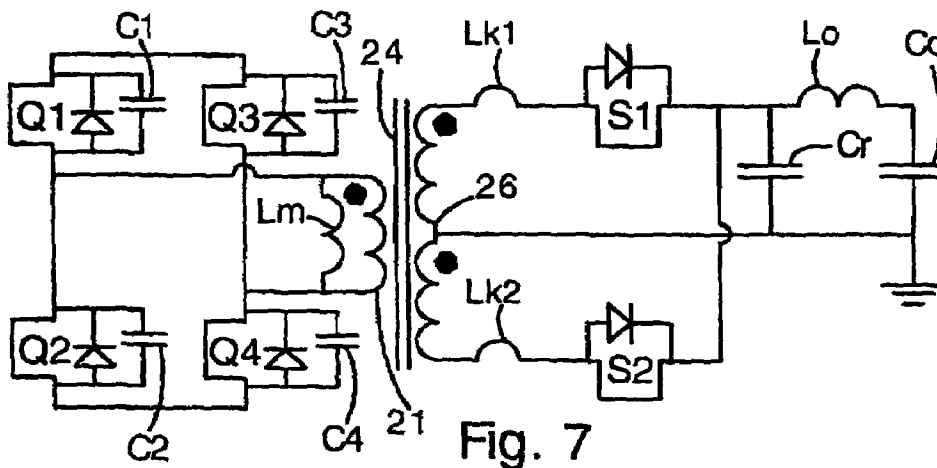 C1
C3
24
Lk1
Lo
Co
Q1
Q3
S1
Cr
26
Lm
Lk2
Q2
Q4
S2
C2
C4
21
Fig. 7